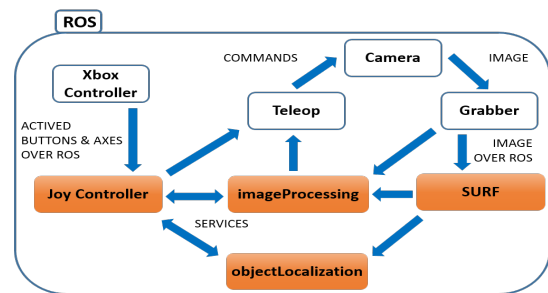 ROS
COMMANDS
Camera
IMAGE
Xbox
Controller
Teleop
Grabber
ACTIVED
BUTTONS & AXES
OVER ROS
IMAGE
OVER ROS
Joy Controller
imageProcessing
SURF
SERVICES
objectLocalization